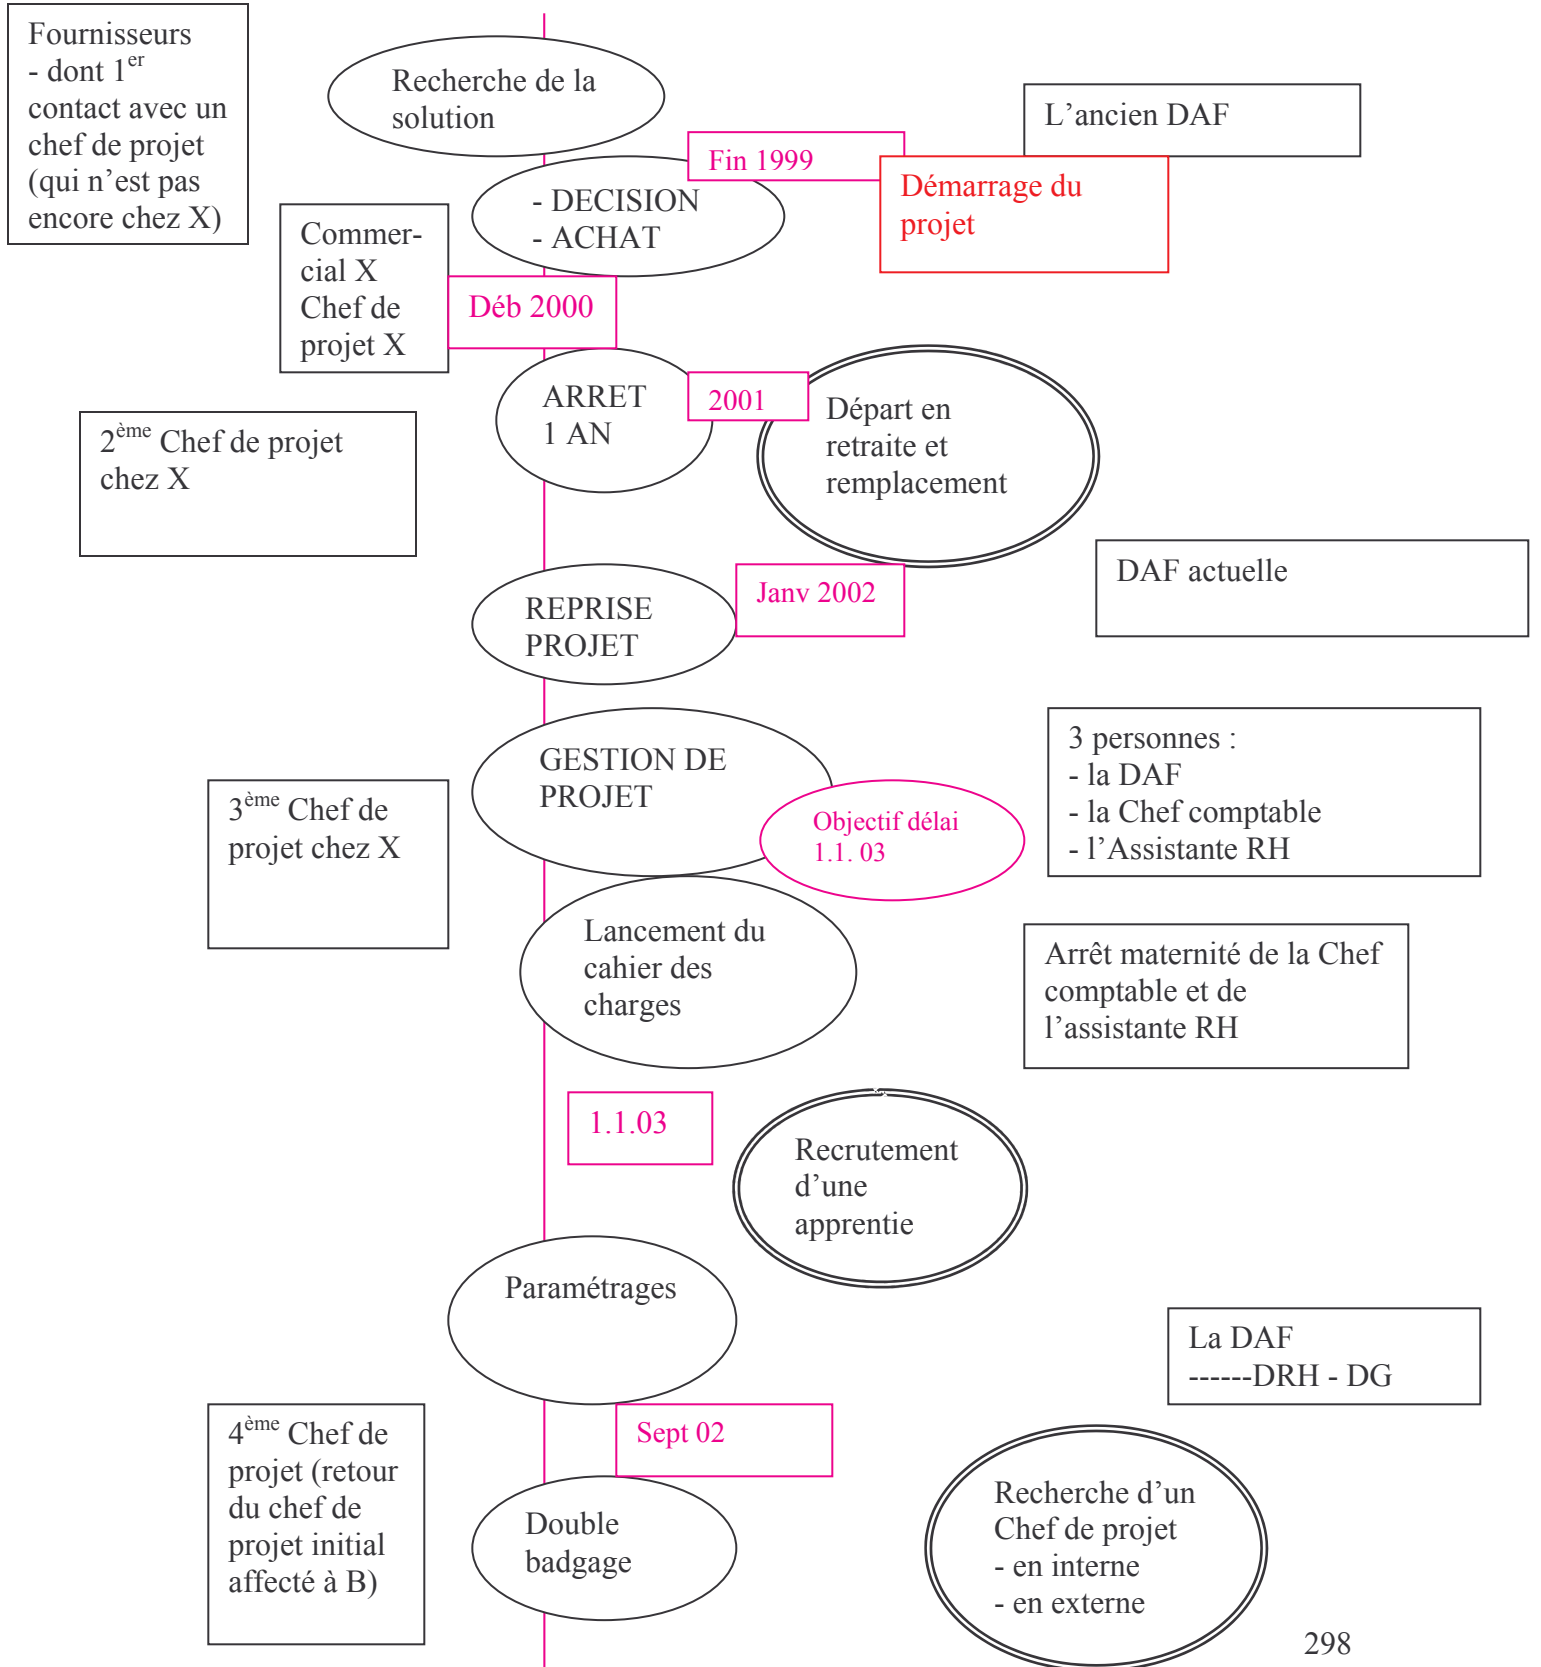 Fournisseurs
- dont 1er
contact avec un
chef de projet
(qui n'est pas
encore chez X)
Recherche de la
solution
L'ancien DAF
Fin 1999
Démarrage du
projet
- DECISION
- ACHAT
Commer-
cial X
Chef de
projet X
Déb 2000
ARRET
1 AN
2001
Départ en
retraite et
remplacement
2ème Chef de projet
chez X
DAF actuelle
Janv 2002
REPRISE
PROJET
GESTION DE
PROJET
3 personnes :
- la DAF
- la Chef comptable
- l'Assistante RH
3ème Chef de
projet chez X
Objectif délai
1.1. 03
Lancement du
cahier des
charges
Arrêt maternité de la Chef
comptable et de
l'assistante RH
1.1.03
Recrutement
d'une
apprentie
Paramétrages
La DAF
------DRH - DG
4ème Chef de
projet (retour
du chef de
projet initial
affecté à B)
Sept 02
Double
badgage
Recherche d'un
Chef de projet
- en interne
- en externe
298